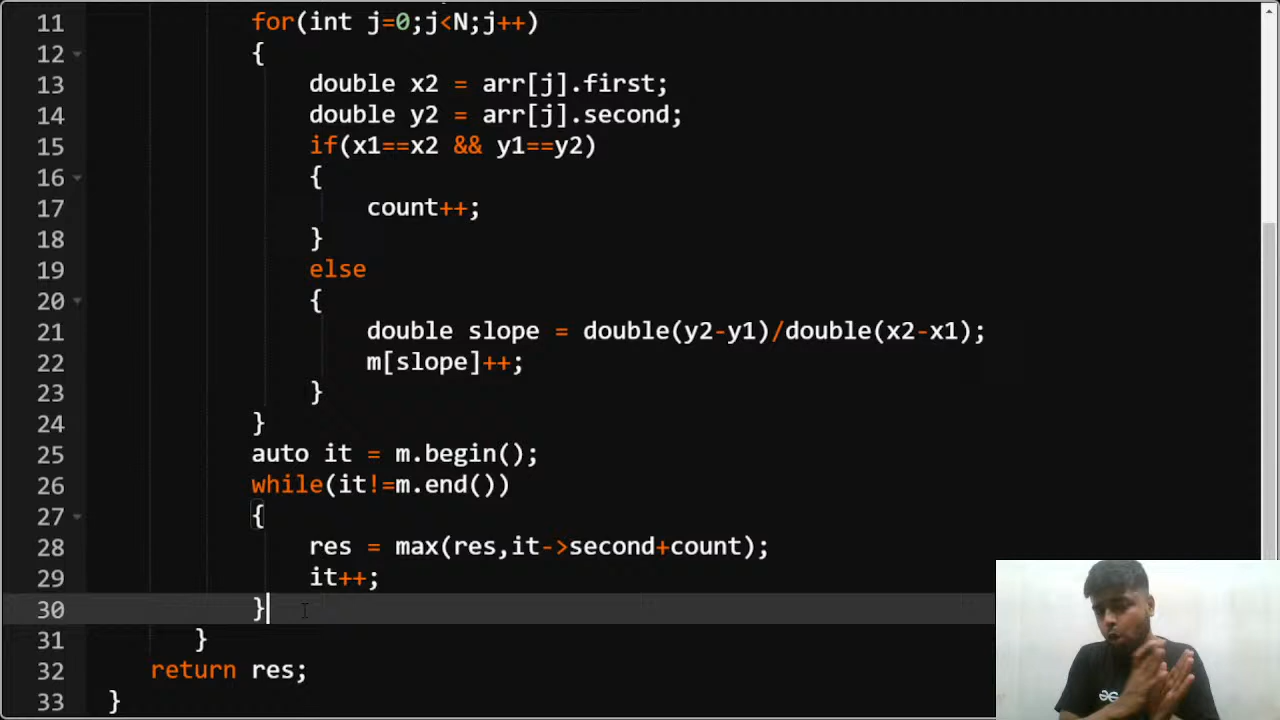 11 for(int j=0;j<N;j++)
12 {
13 double x2 = arr[j].first;
14 double y2 = arr[j].second;
15 if(x1==x2 && y1==y2)
16 {
17 count++;
18 }
19 else
20 {
21 double slope = double(y2-y1)/double(x2-x1);
22 m[slope]++;
23 }
24 }
25 auto it = m.begin();
26 while(it!=m.end())
27 {
28 res = max(res,it->second+count);
29 it++;
30 }
31 }
32 return res;
33 }